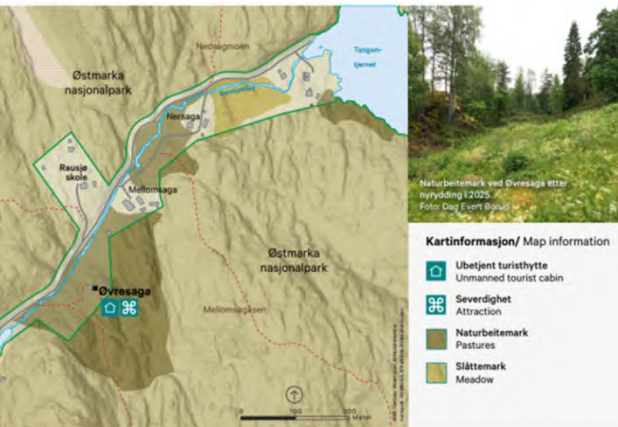 Østmarka
nasjonalpark
Nedsagmoen
Tangen-
tjernet
Nersaga
Rausjø
skole
Mellomsaga
Østmarka
nasjonalpark
Øvresaga
Mellomsagåsen
0 100 200
Meter
Naturbeitemark ved Øvresaga etter
nyrydding i 2025.
Foto: Dag Evert
Kartinformasjon/ Map information
Ubetjent turisthytte
Unmanned tourist cabin
Severdighet
Attraction
Naturbeitemark
Pastures
Slåttemark
Meadow